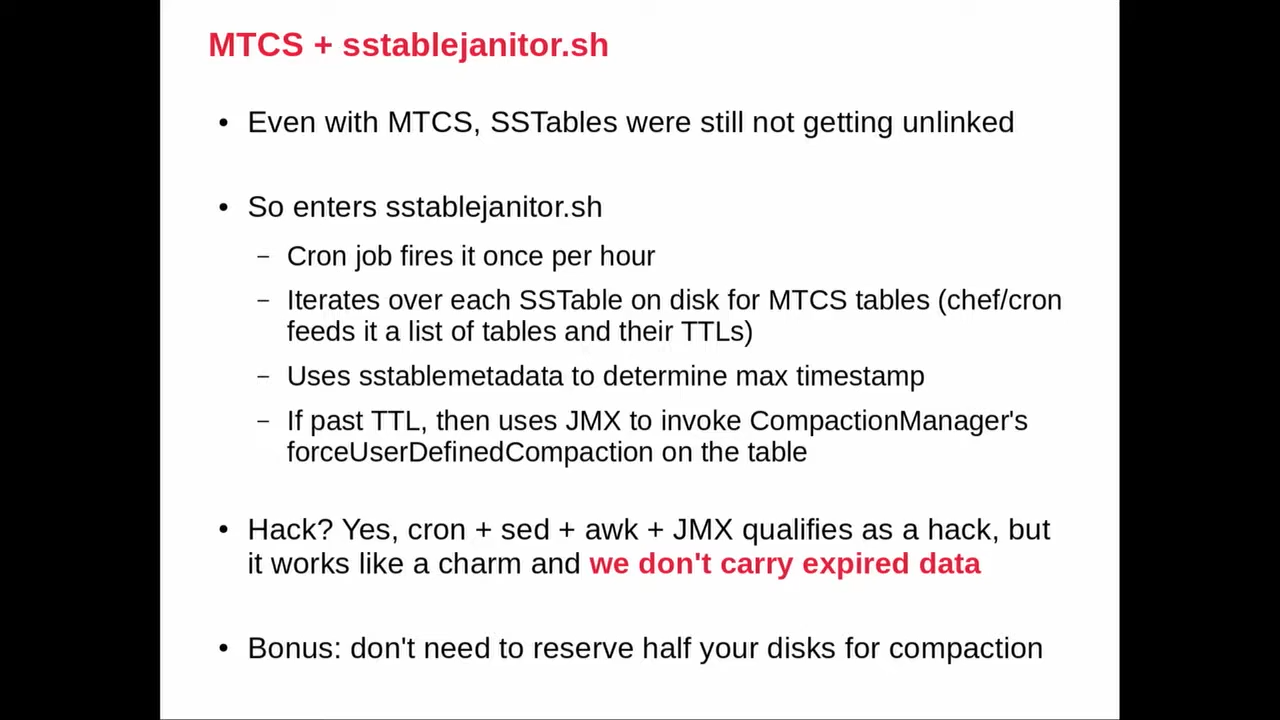 MTCS + sstablejanitor.sh
• Even with MTCS, SSTables were still not getting unlinked
• So enters sstablejanitor.sh
– Cron job fires it once per hour
– Iterates over each SSTable on disk for MTCS tables (chef/cron
feeds it a list of tables and their TTLs)
– Uses sstablemetadata to determine max timestamp
– If past TTL, then uses JMX to invoke CompactionManager's
forceUserDefinedCompaction on the table
• Hack? Yes, cron + sed + awk + JMX qualifies as a hack, but
it works like a charm and we don't carry expired data
• Bonus: don't need to reserve half your disks for compaction